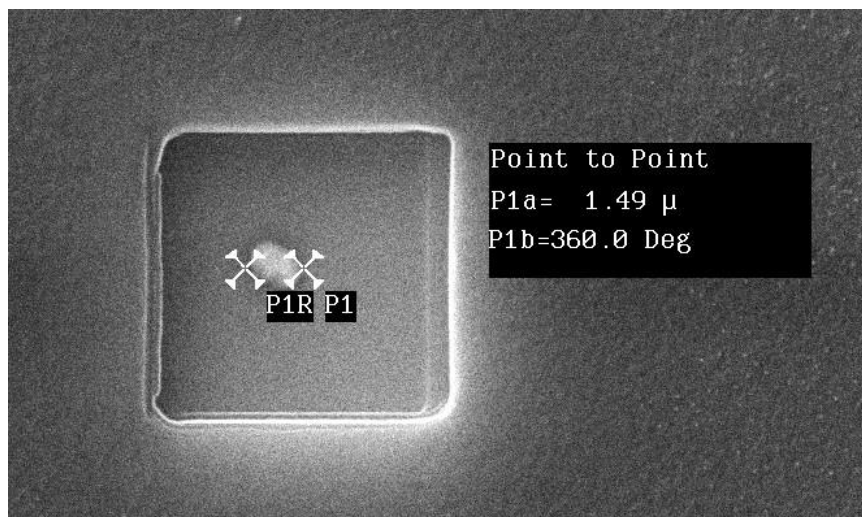 Point to Point
P1a= 1.49 μ
P1b=360.0 Deg
P1R P1